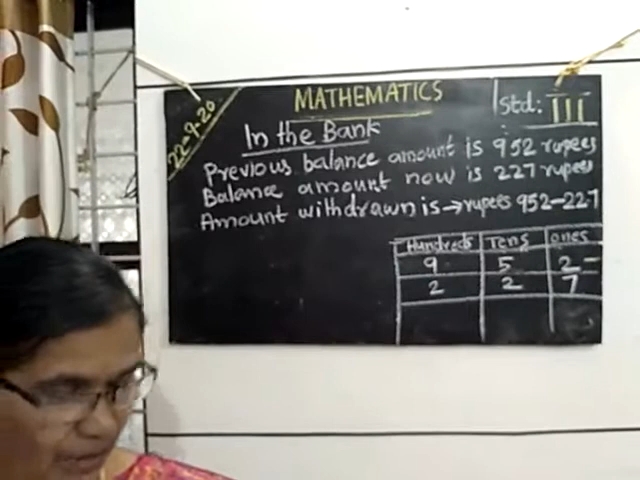 22-9-20
MATHEMATICS
Std: III
In the Bank
Previous balance amount is 952 rupees
Balance amount now is 227 rupees
Amount withdrawn is → rupees 952-227
Hundreds Tens ones
9 5 2 -
2 2 7